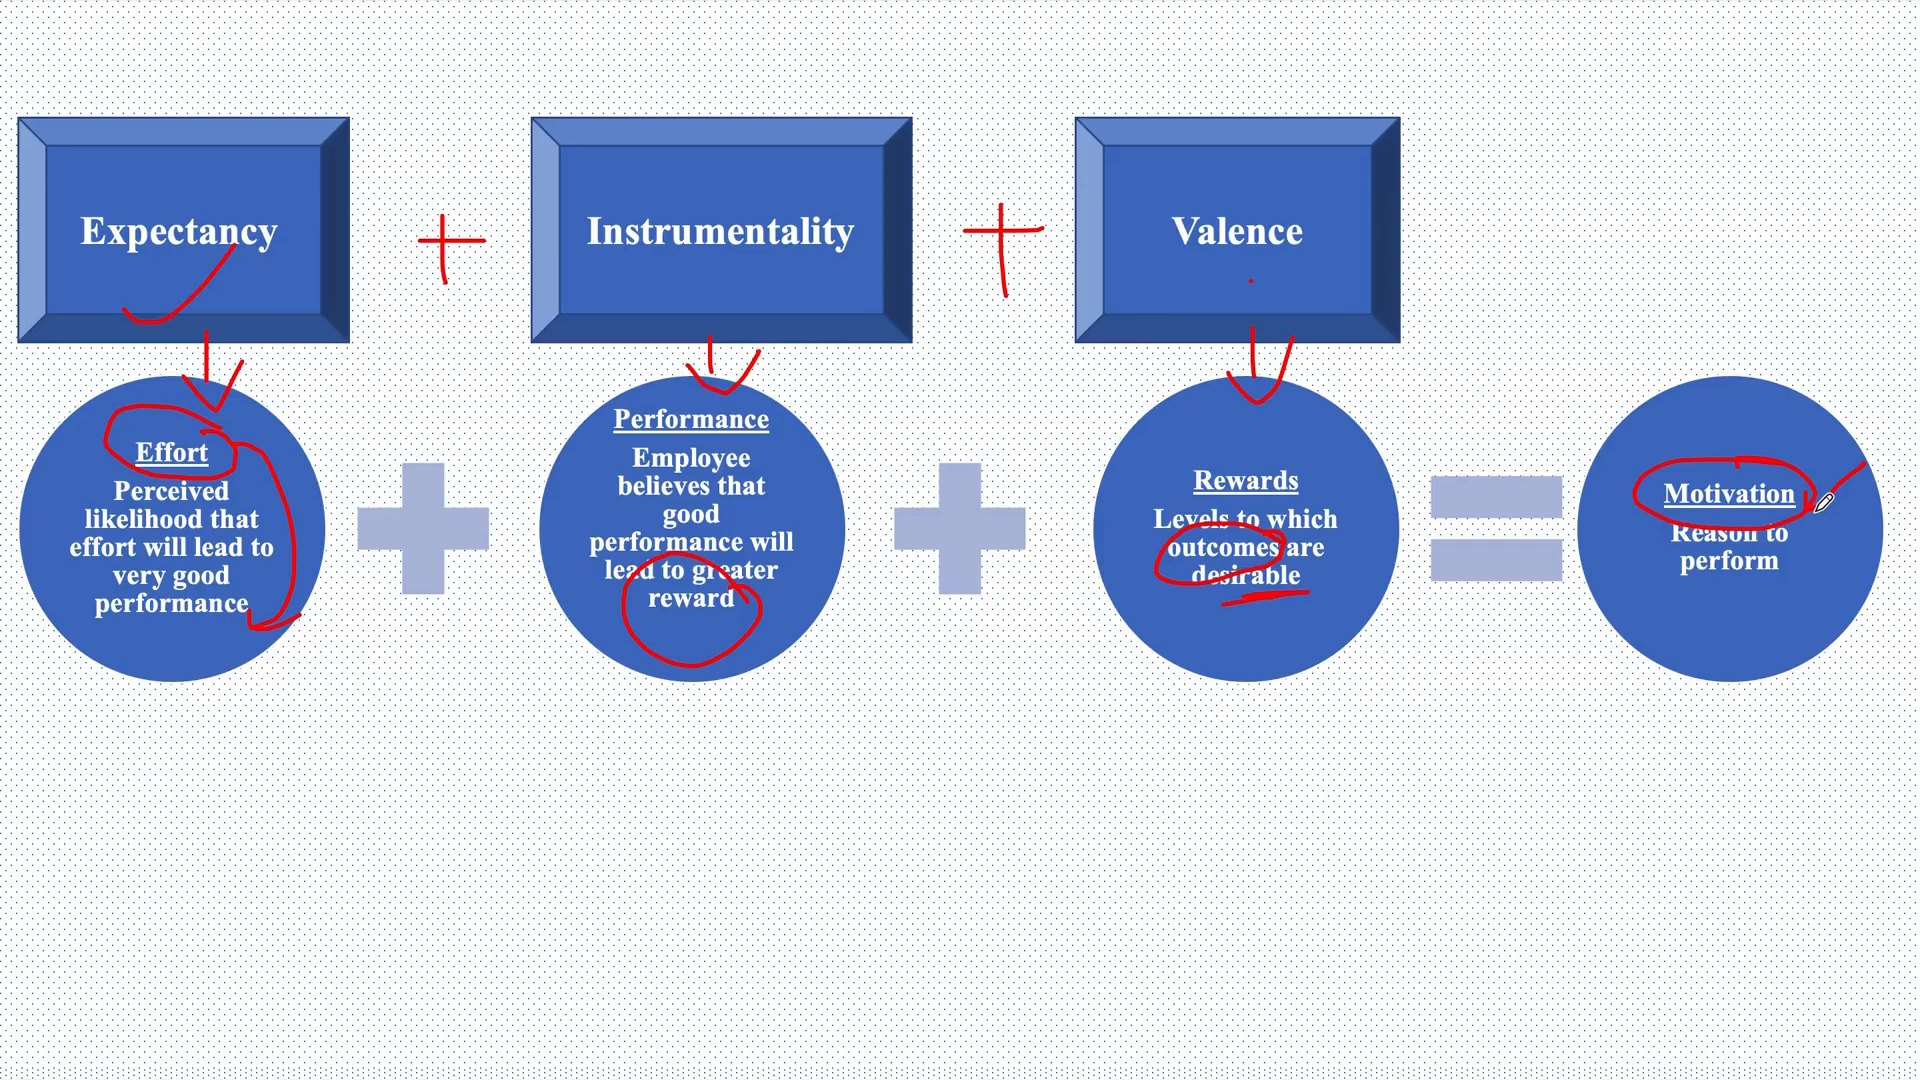 Expectancy
Instrumentality
Valence
Effort
Perceived
likelihood that
effort will lead to
very good
performance
Performance
Employee
believes that
good
performance will
lead to greater
reward
Rewards
Levels to which
outcomes are
desirable
Motivation
Reason to
perform